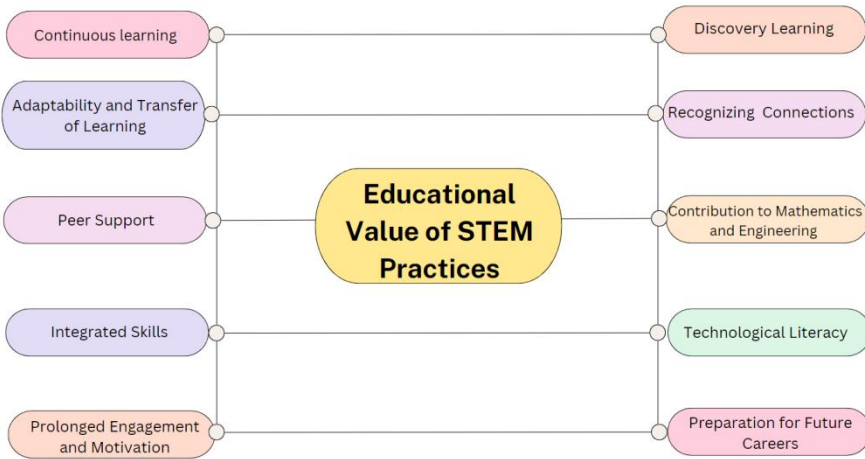 Continuous learning
Discovery Learning
Adaptability and Transfer
of Learning
Recognizing Connections
Educational
Value of STEM
Practices
Peer Support
Contribution to Mathematics
and Engineering
Integrated Skills
Technological Literacy
Prolonged Engagement
and Motivation
Preparation for Future
Careers